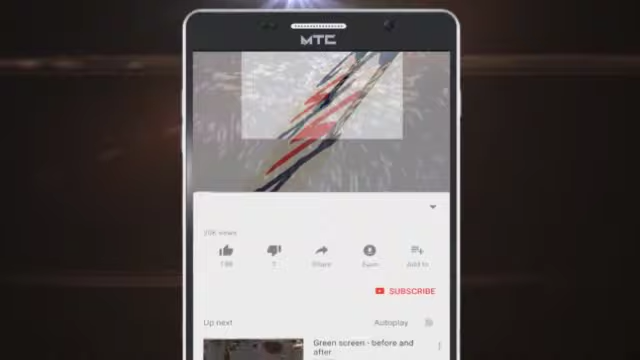 MTC
20K views
Share
Add to
SUBSCRIBE
Up next
Autoplay
Green screen - before and
after